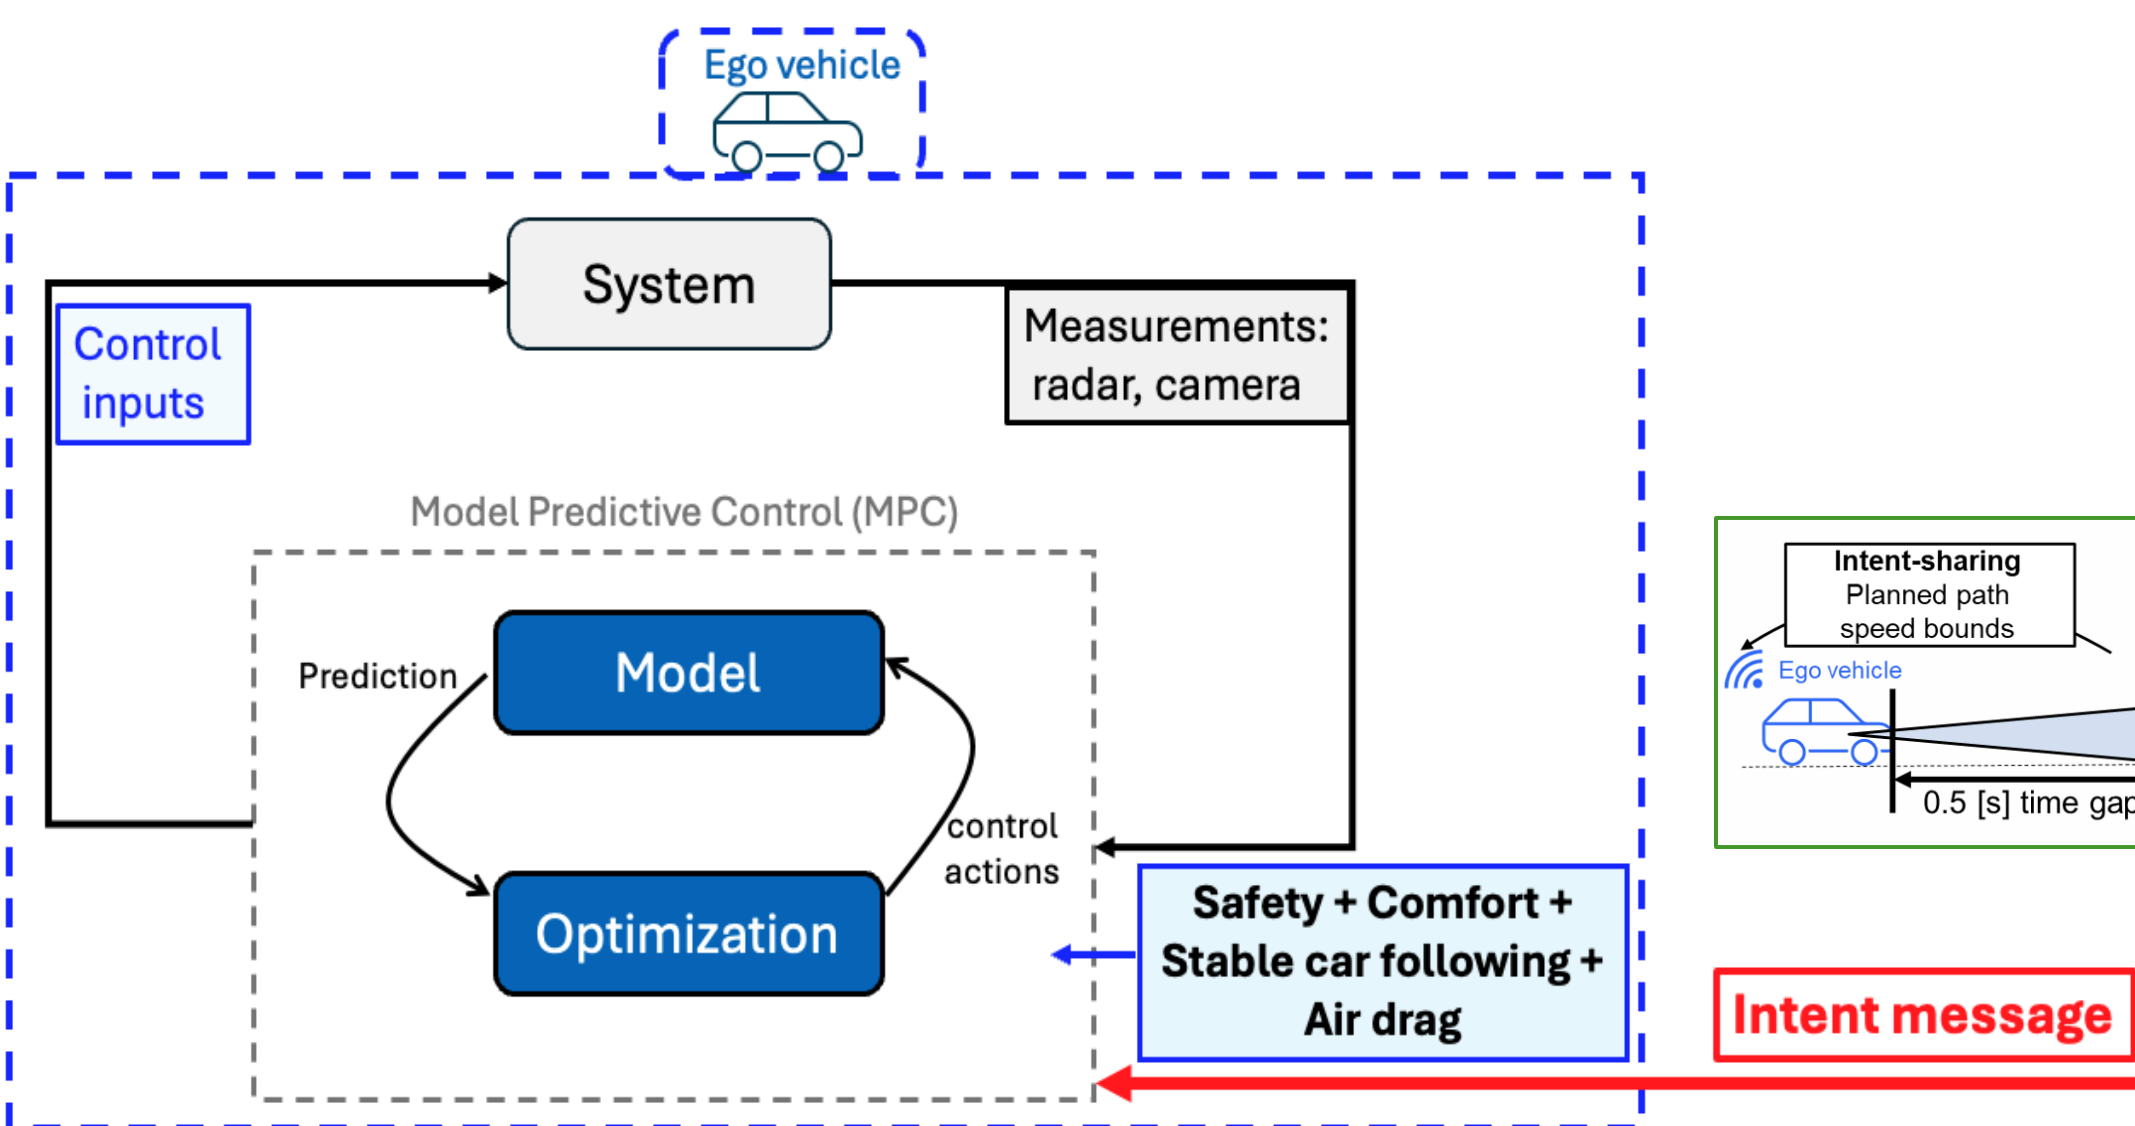 Ego vehicle
System
Control
inputs
Measurements:
radar, camera
Model Predictive Control (MPC)
Model
Prediction
control
actions
Optimization
Safety + Comfort +
Stable car following +
Air drag
Intent-sharing
Planned path
speed bounds
Ego vehicle
0.5 [s] time gap
Intent message